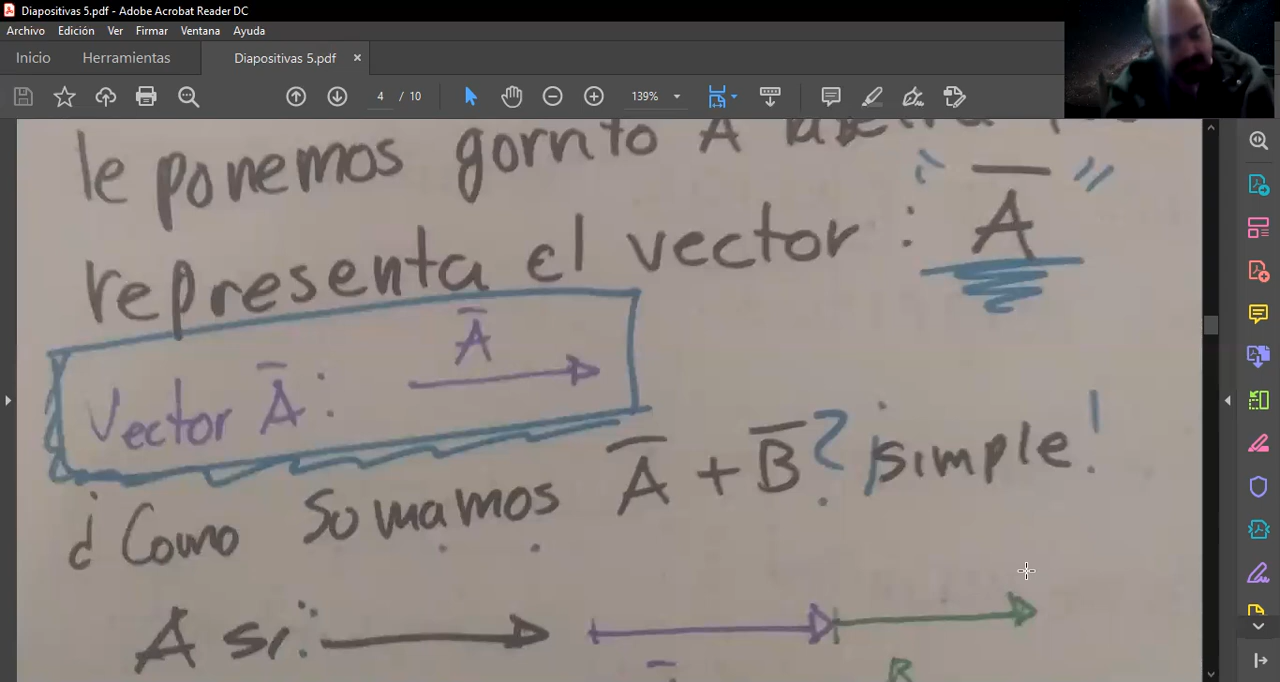 Diapositivas 5.pdf - Adobe Acrobat Reader DC
Archivo Edición Ver Firmar Ventana Ayuda
Inicio Herramientas Diapositivas 5.pdf ×
4 / 10 139%
le ponemos gorrito A
representa el vector : " A̅ "
Vector A̅ : A̅
¿Como Somamos A̅ + B̅? ¡simple!
Asi:
B